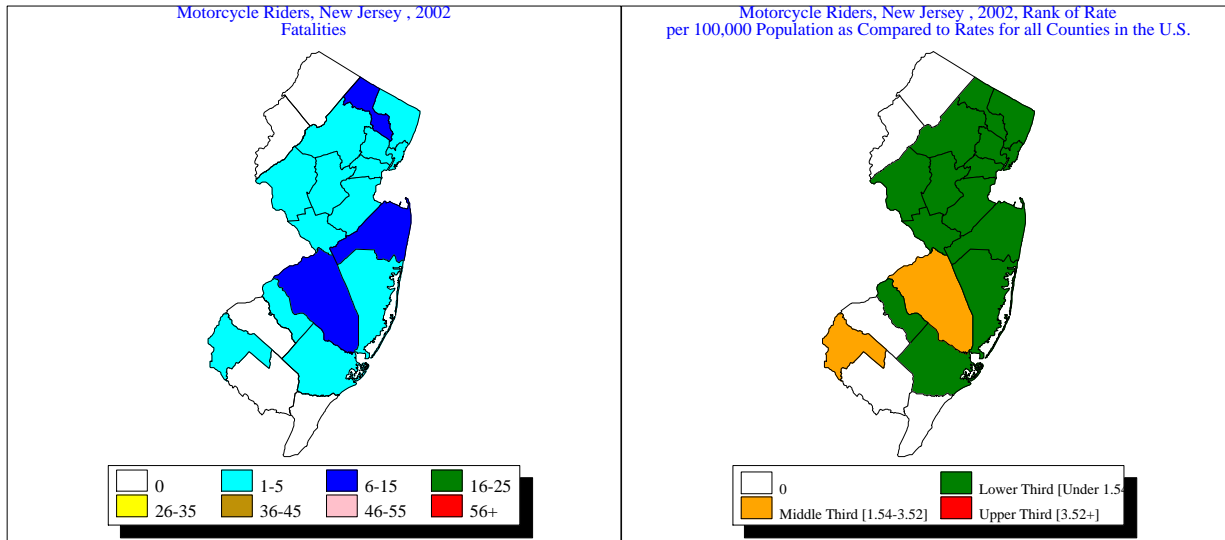 Motorcycle Riders, New Jersey , 2002
Fatalities
0
1-5
6-15
16-25
26-35
36-45
46-55
56+
Motorcycle Riders, New Jersey , 2002, Rank of Rate
per 100,000 Population as Compared to Rates for all Counties in the U.S.
0
Lower Third [Under 1.54
Middle Third [1.54-3.52]
Upper Third [3.52+]